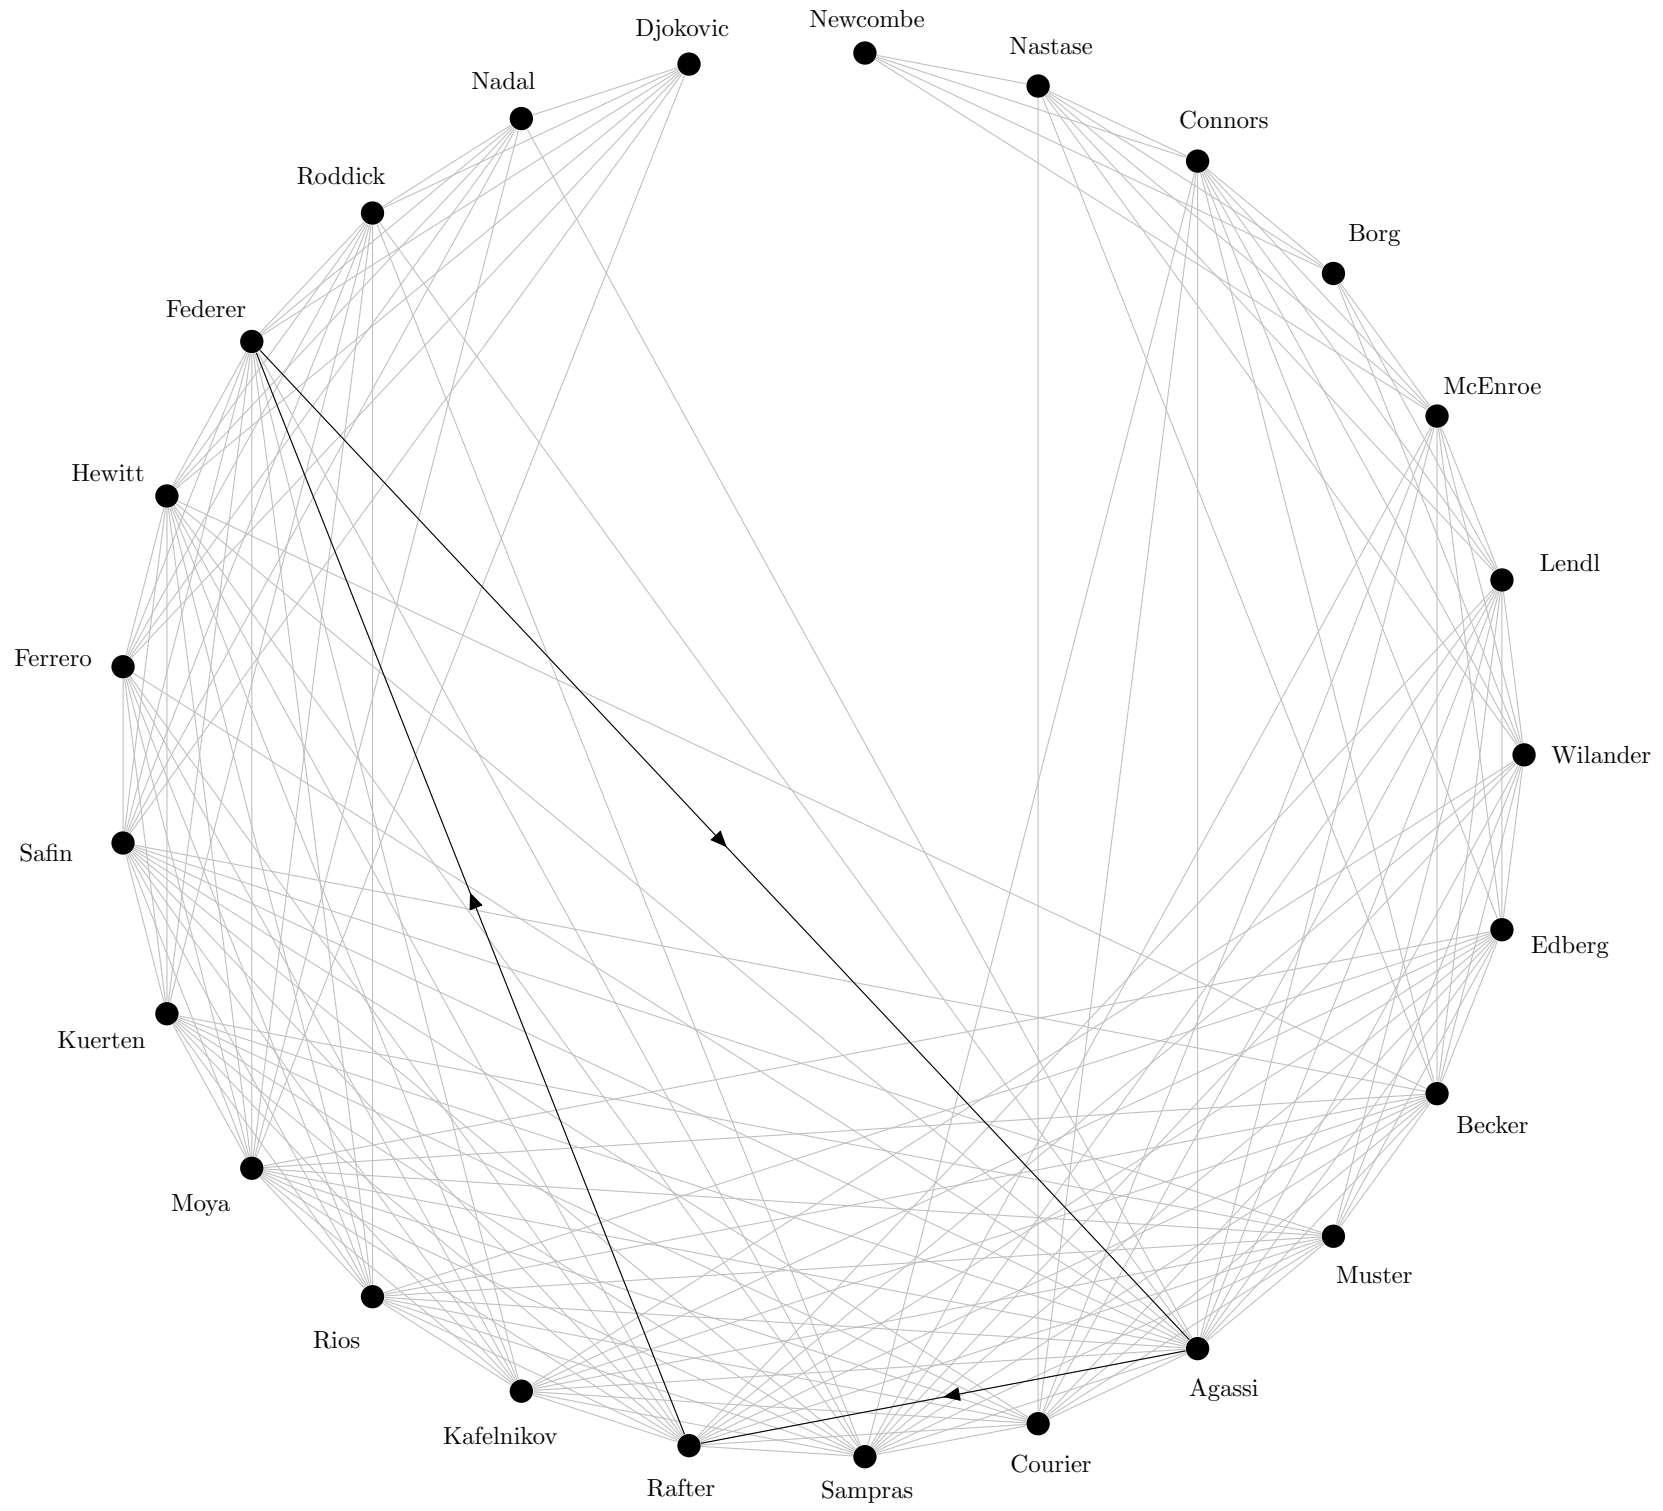 Newcombe
Djokovic
Nastase
Nadal
Connors
Roddick
Borg
Federer
McEnroe
Hewitt
Lendl
Ferrero
Wilander
Safin
Edberg
Kuerten
Becker
Moya
Muster
Rios
Agassi
Kafelnikov
Courier
Rafter
Sampras